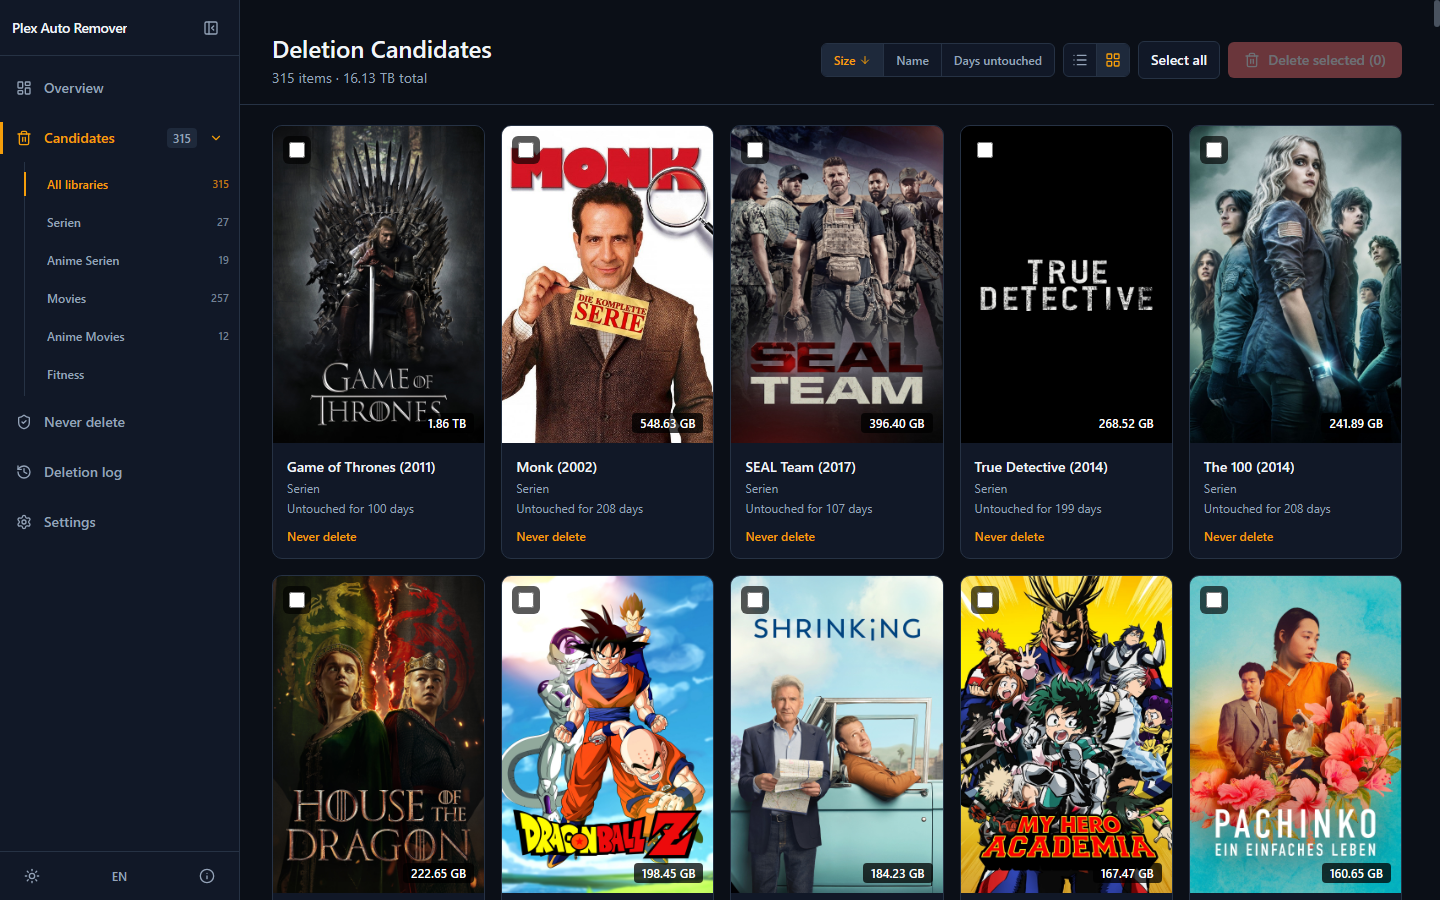 Plex Auto Remover
Overview
Candidates 315
All libraries 315
Serien 27
Anime Serien 19
Movies 257
Anime Movies 12
Fitness
Never delete
Deletion log
Settings
EN
Deletion Candidates
315 items · 16.13 TB total
Size ↓ Name Days untouched
Select all
Delete selected (0)
GAME OF
THRONES
1.86 TB
Game of Thrones (2011)
Serien
Untouched for 100 days
Never delete
MONK
DIE KOMPLETTE
SERIE
548.63 GB
Monk (2002)
Serien
Untouched for 208 days
Never delete
SEAL
TEAM
396.40 GB
SEAL Team (2017)
Serien
Untouched for 107 days
Never delete
TRUE
DETECTIVE
268.52 GB
True Detective (2014)
Serien
Untouched for 199 days
Never delete
241.89 GB
The 100 (2014)
Serien
Untouched for 208 days
Never delete
HOUSE OF THE
DRAGON
222.65 GB
DRAGONBALL Z
198.45 GB
SHRINKiNG
184.23 GB
MY HERO
ACADEMIA
167.47 GB
PACHINKO
EIN EINFACHES LEBEN
160.65 GB